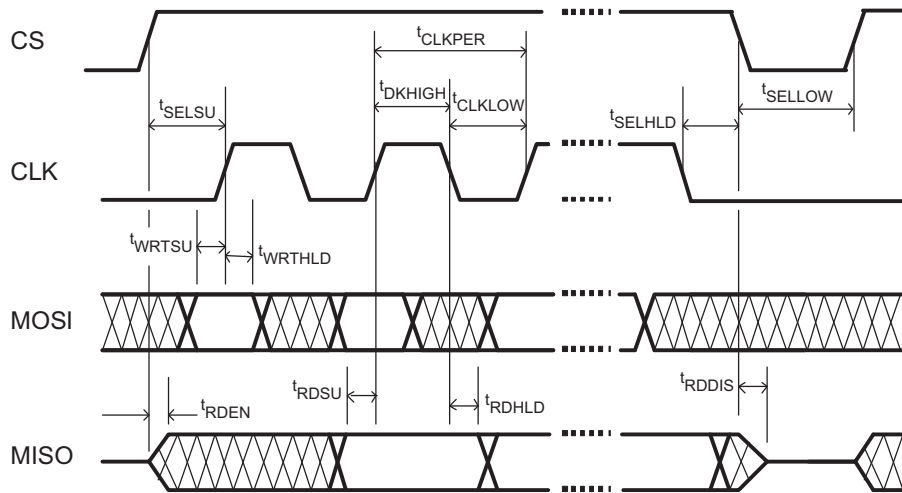 CS
tCLKPER
tDKHIGH
tCLKLOW
tSELSU
tSELHLD
tSELLOW
CLK
tWRTSU
tWRTHLD
MOSI
tRDEN
tRDSU
tRDHLD
tRDDIS
MISO